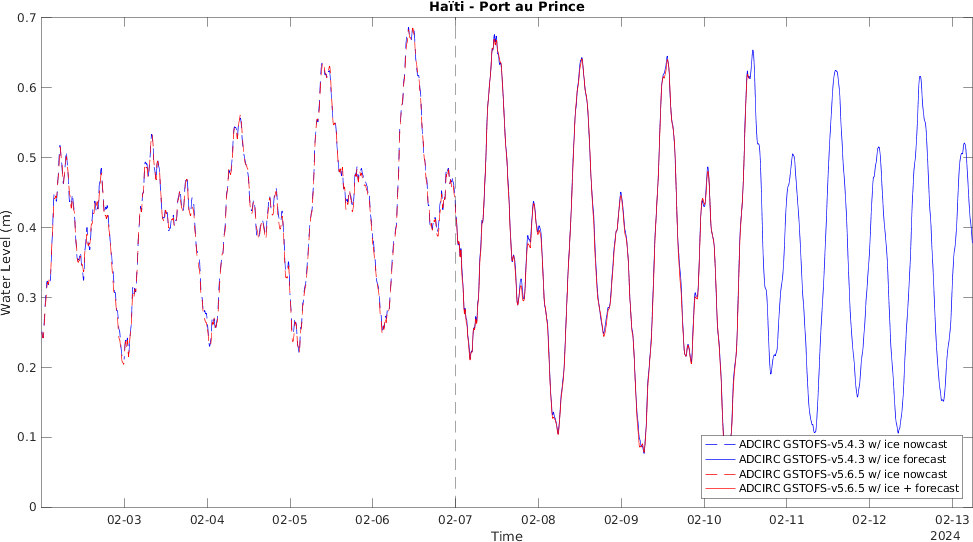 Haïti - Port au Prince
0.7
0.6
0.5
0.4
0.3
0.2
0.1
0
Water Level (m)
ADCIRC GSTOFS-v5.4.3 w/ ice nowcast
ADCIRC GSTOFS-v5.4.3 w/ ice forecast
ADCIRC GSTOFS-v5.6.5 w/ ice nowcast
ADCIRC GSTOFS-v5.6.5 w/ ice + forecast
02-03 02-04 02-05 02-06 02-07 02-08 02-09 02-10 02-11 02-12 02-13
Time
2024